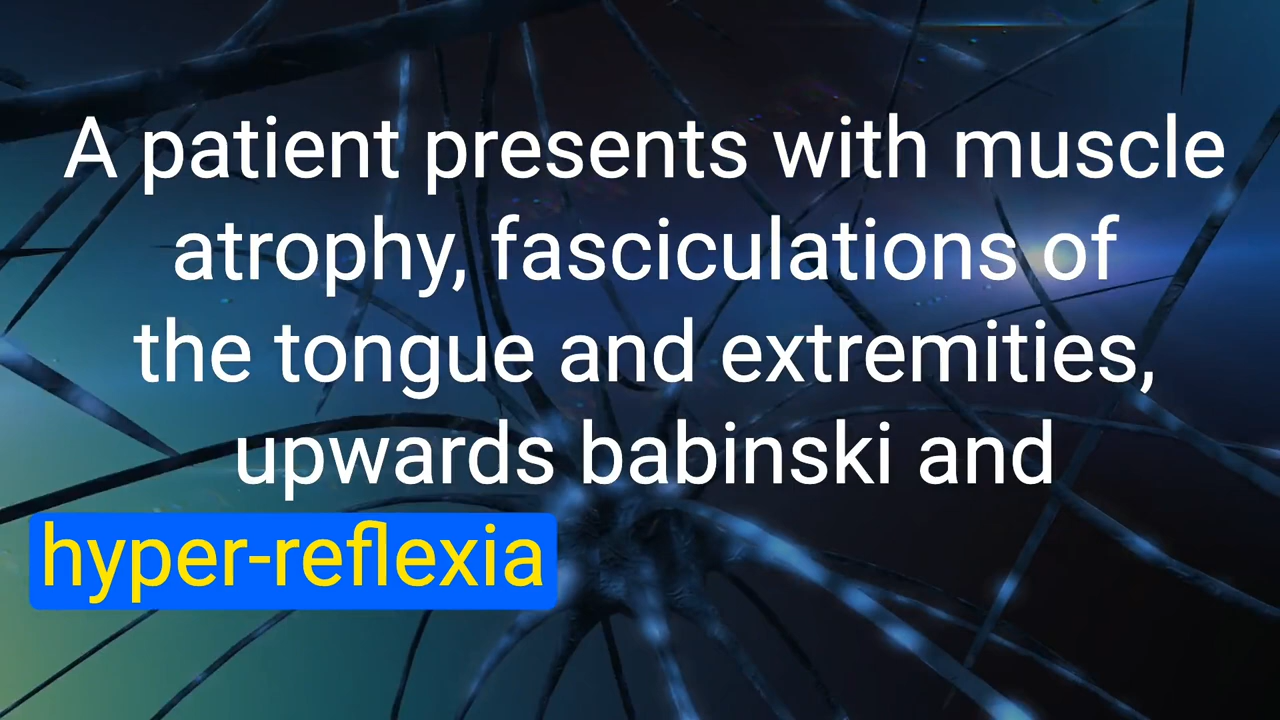 A patient presents with muscle
atrophy, fasciculations of
the tongue and extremities,
upwards babinski and
hyper-reflexia